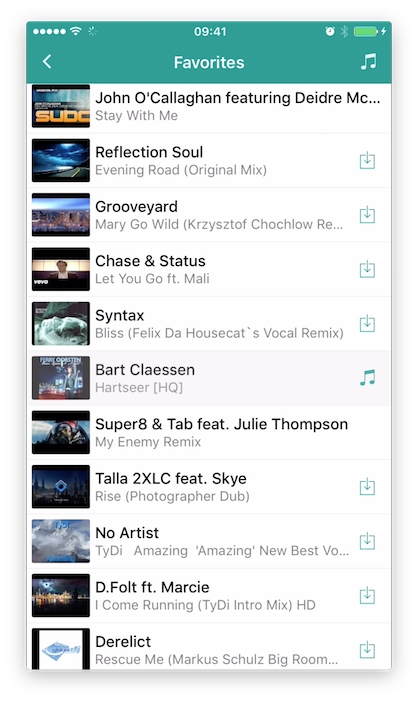 09:41
Favorites
John O'Callaghan featuring Deidre Mc...
Stay With Me
Reflection Soul
Evening Road (Original Mix)
Grooveyard
Mary Go Wild (Krzysztof Chochlow Re...
Chase & Status
Let You Go ft. Mali
vevo
Syntax
Bliss (Felix Da Housecat`s Vocal Remix)
FERRY CORSTEN
Bart Claessen
Hartseer [HQ]
Super8 & Tab feat. Julie Thompson
My Enemy Remix
Talla 2XLC feat. Skye
Rise (Photographer Dub)
No Artist
TyDi Amazing 'Amazing' New Best Vo...
D.Folt ft. Marcie
I Come Running (TyDi Intro Mix) HD
Derelict
Rescue Me (Markus Schulz Big Room...